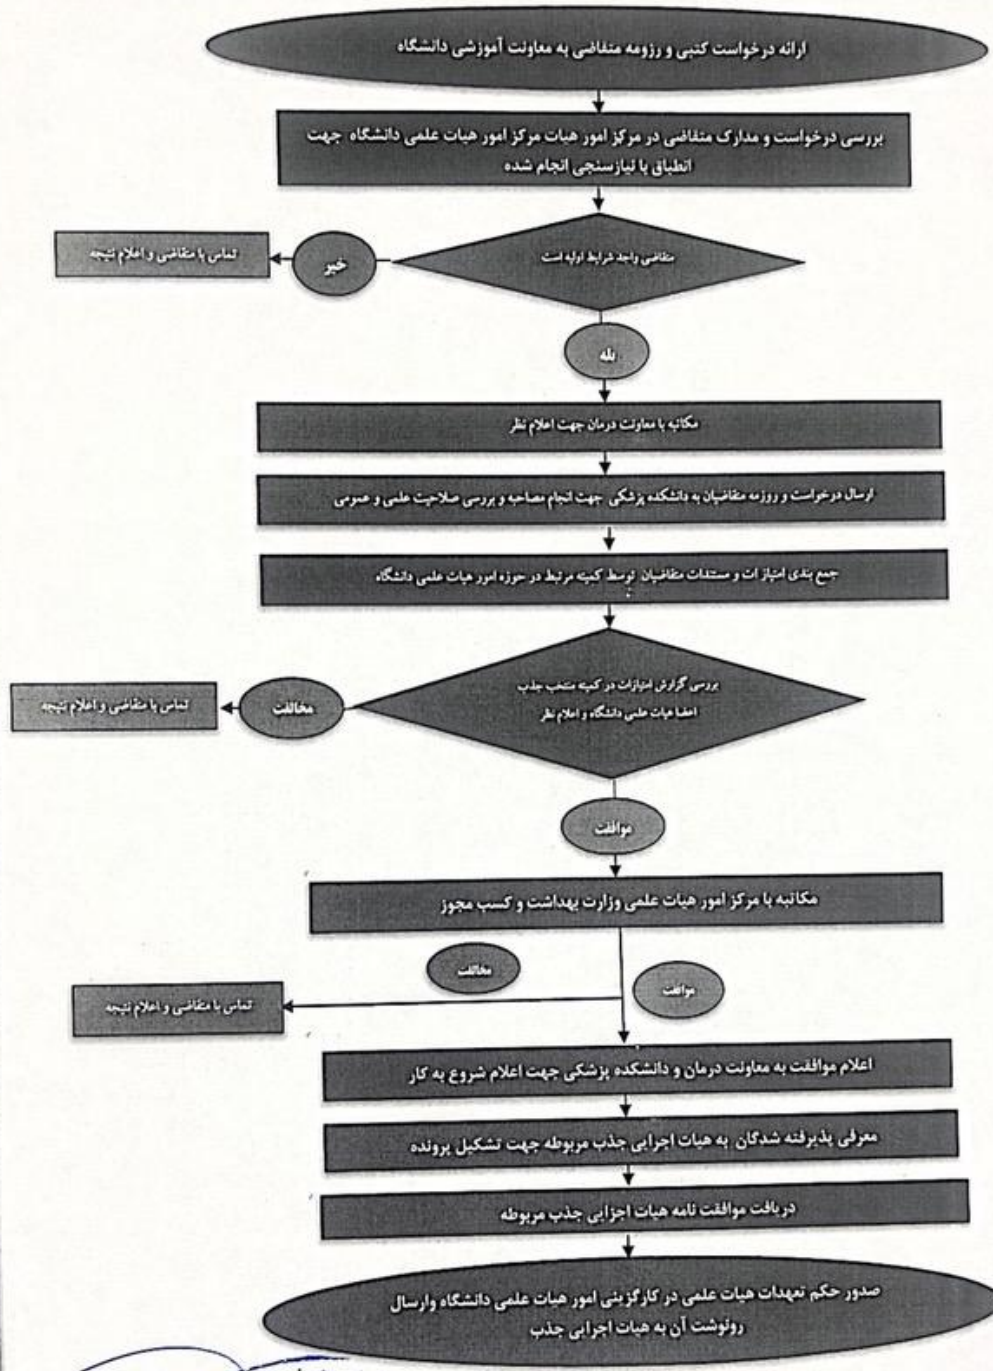 ارائه درخواست کتبی و رزومه متقاضی به معاونت آموزشی دانشگاه
بررسی درخواست و مدارک متقاضی در مرکز امور هیات مرکز امور هیات علمی دانشگاه جهت
انطباق با نیازسنجی انجام شده
متقاضی واجد شرایط اولیه است
خیر
تماس با متقاضی و اعلام نتیجه
بله
مکاتبه با معاونت درمان جهت اعلام نظر
ارسال درخواست و روزمه متقاضیان به دانشکده پزشکی جهت انجام مصاحبه و بررسی صلاحیت علمی و عمومی
جمع بندی امتیاز ات و مستندات متقاضیان توسط کمیته مرتبط در حوزه امور هیات علمی دانشگاه
بررسی گزارش امتیازات در کمیته منتخب جذب
اعضا هیات علمی دانشگاه و اعلام نظر
مخالفت
تماس با متقاضی و اعلام نتیجه
موافقت
مکاتبه با مرکز امور هیات علمی وزارت بهداشت و کسب مجوز
مخالفت
موافقت
تماس با متقاضی و اعلام نتیجه
اعلام موافقت به معاونت درمان و دانشکده پزشکی جهت اعلام شروع به کار
معرفی پذیرفته شدگان به هیات اجرایی جذب مربوطه جهت تشکیل پرونده
دریافت موافقت نامه هیات اجزایی جذب مربوطه
صدور حکم تعهدات هیات علمی در کارگزینی امور هیات علمی دانشگاه وارسال
رونوشت آن به هیات اجرایی جذب